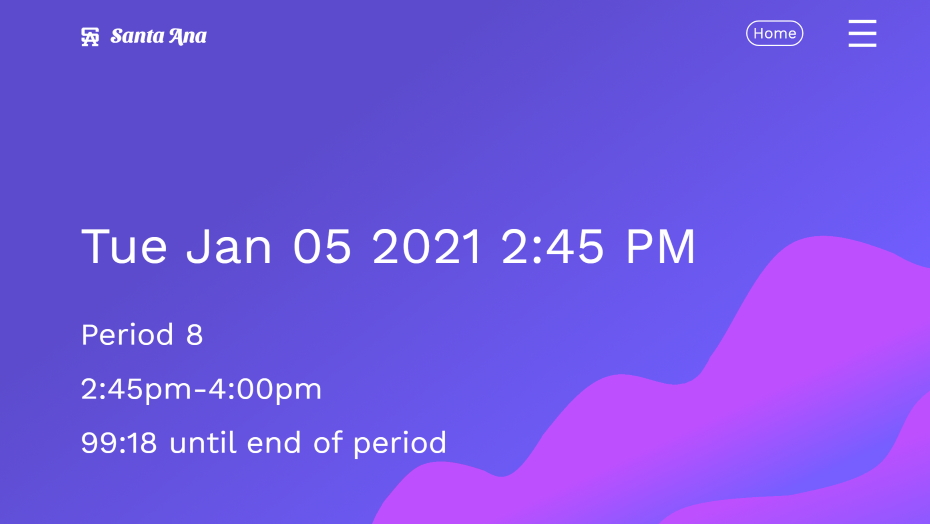 SA Santa Ana
Home
Tue Jan 05 2021 2:45 PM
Period 8
2:45pm-4:00pm
99:18 until end of period